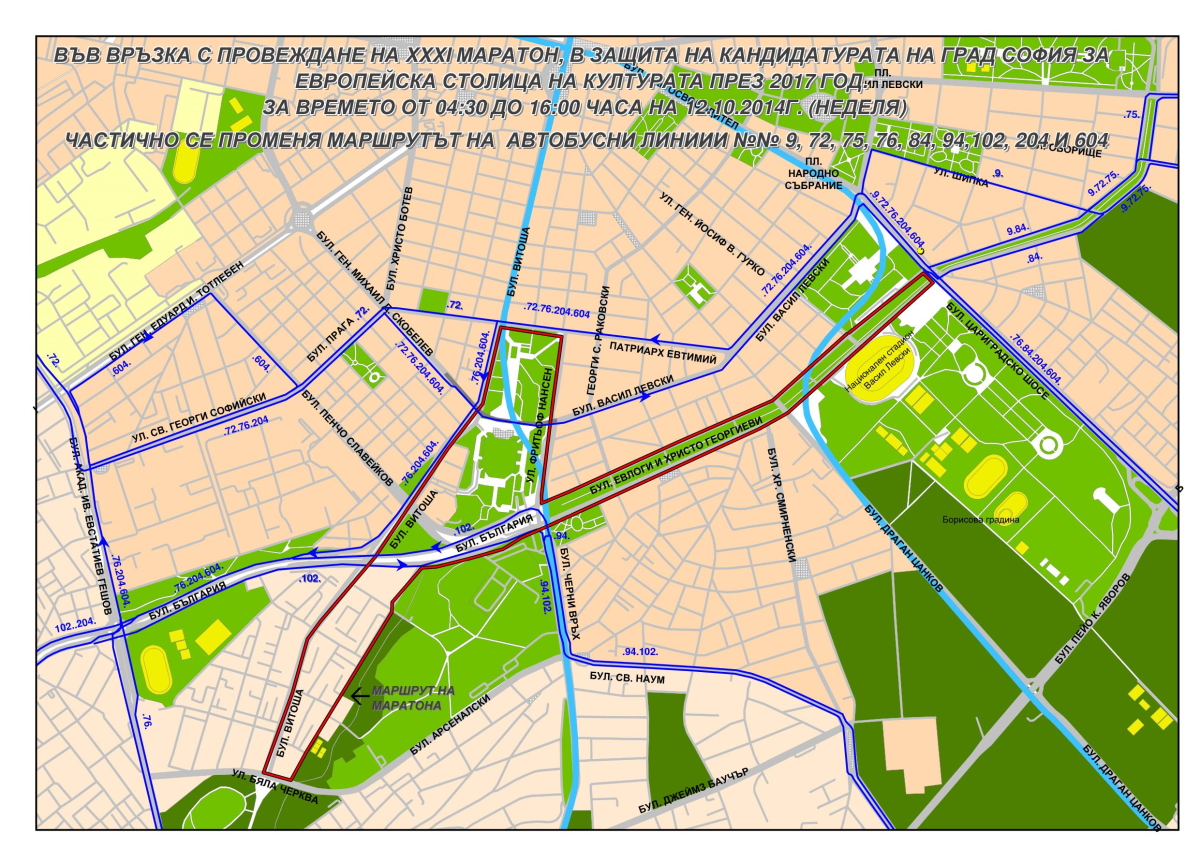 ВЪВ ВРЪЗКА С ПРОВЕЖДАНЕ НА XXXI МАРАТОН, В ЗАЩИТА НА КАНДИДАТУРАТА НА ГРАД СОФИЯ ЗА
ЕВРОПЕЙСКА СТОЛИЦА НА КУЛТУРАТА ПРЕЗ 2017 ГОД.
ЗА ВРЕМЕТО ОТ 04:30 ДО 16:00 ЧАСА НА 12.10.2014Г. (НЕДЕЛЯ)
ЧАСТИЧНО СЕ ПРОМЕНЯ МАРШРУТЪТ НА АВТОБУСНИ ЛИНИИИ №№ 9, 72, 75, 76, 84, 94,102, 204 И 604
ПЛ.
ЛЕВСКИ
.75.
ПЛ.
НАРОДНО
СЪБРАНИЕ
УЛ. ШИПКА
.9.
9.72.75.
.9.72.75.
.9.72.76.204.604.
9.84.
.84.
УЛ. ГЕН. ЙОСИФ В. ГУРКО
БУЛ. ХРИСТО БОТЕВ
БУЛ. ВИТОША
БУЛ. ГЕН. МИХАИЛ Д. СКОБЕЛЕВ
БУЛ. ГЕН. ЕДУАРД И. ТОТЛЕБЕН
.604.
.604.
.72.
БУЛ. ПРАГА
.72.
.72.
.72.76.204.604
.72.76.204.604.
БУЛ. ВАСИЛ ЛЕВСКИ
ПАТРИАРХ ЕВТИМИЙ
ГЕОРГИ С. РАКОВСКИ
.72.76.204.604.
.76.204.604.
БУЛ. ВАСИЛ ЛЕВСКИ
УЛ. ФРИТЬОФ НАНСЕН
Национален стадион
Васил Левски
БУЛ. ЦАРИГРАДСКО ШОСЕ
.76.84.204.604.
УЛ. СВ. ГЕОРГИ СОФИЙСКИ
.72.76.204
БУЛ. ПЕНЧО СЛАВЕЙКОВ
.76.204.604.
БУЛ. ВИТОША
БУЛ. ЕВЛОГИ И ХРИСТО ГЕОРГИЕВИ
БУЛ. ХР. СМИРНЕНСКИ
БУЛ. ДРАГАН ЦАНКОВ
Борисова градина
БУЛ. АКАД. ИВ. ЕВСТАТИЕВ ГЕШОВ
.76.204.604.
.102.
БУЛ. БЪЛГАРИЯ
.94.
.76.204.604.
БУЛ. БЪЛГАРИЯ
.102.
102..204.
.94.102.
БУЛ. ЧЕРНИ ВРЪХ
.94.102.
БУЛ. СВ. НАУМ
БУЛ. ПЕЙО К. ЯВОРОВ
МАРШРУТ НА
МАРАТОНА
БУЛ. АРСЕНАЛСКИ
БУЛ. ВИТОША
.76.
УЛ. БЯЛА ЧЕРКВА
БУЛ. ДЖЕЙМЗ БАУЧЪР
БУЛ. ДРАГАН ЦАНКОВ